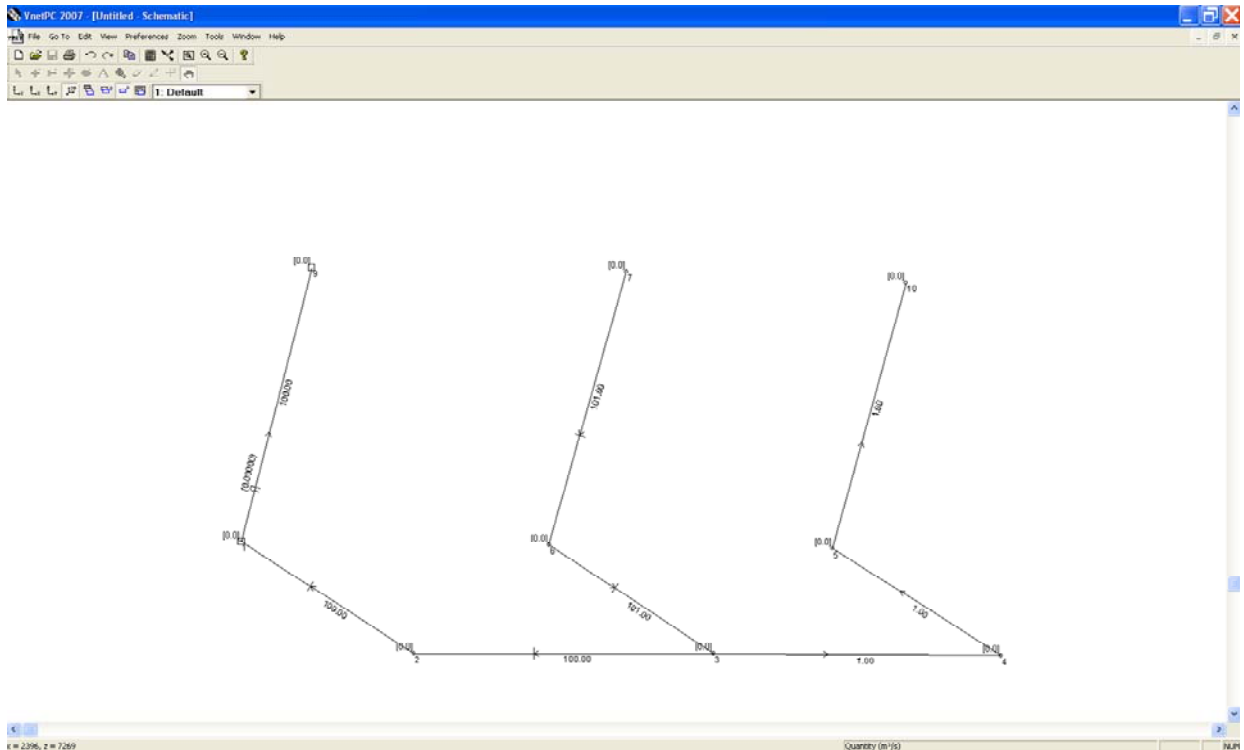 VnetPC 2007 - [Untitled - Schematic]
File Go To Edit View Preferences Zoom Tools Window Help
1: Default
[0.0] 9
[0.0] 7
[0.0] 10
100.00
101.00
1.00
[0.0]
[0.0] 6
[0.0] 5
100.00
101.00
1.00
[0.0] 2
[0.0] 3
[0.0] 4
100.00
1.00
x = 2396, z = 7269
Quantity (m³/s)
NUM